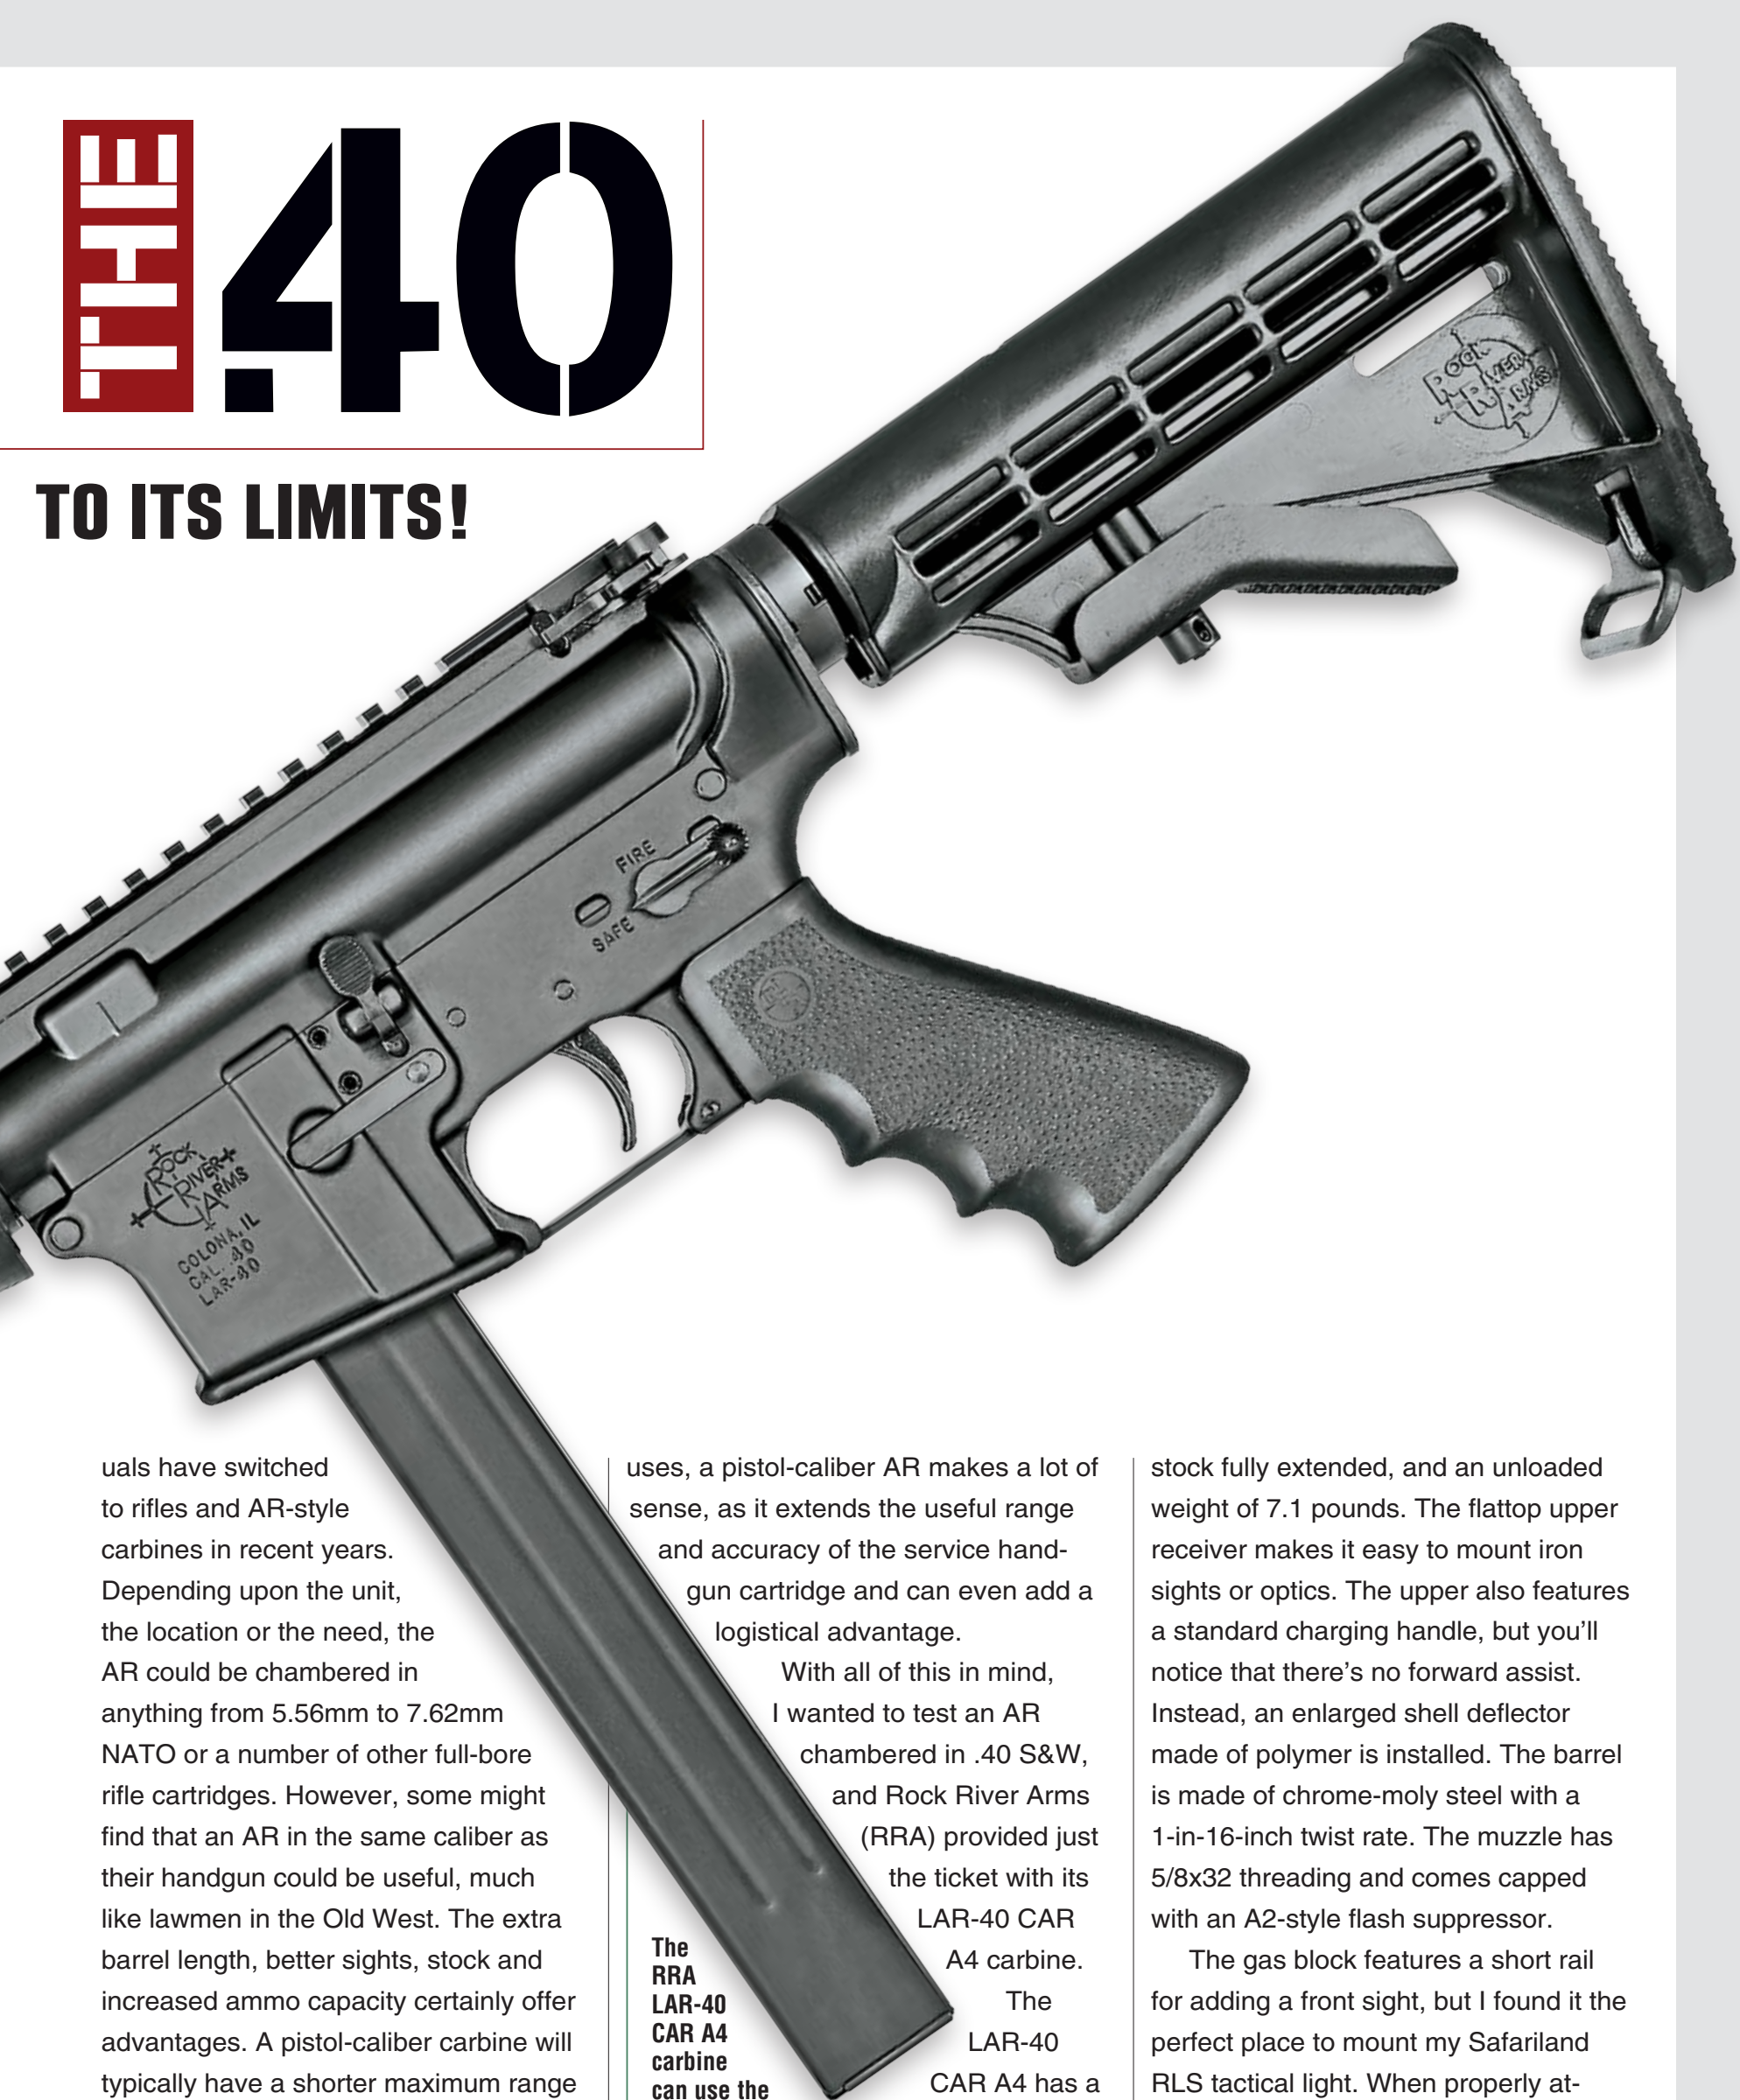 THE .40
TO ITS LIMITS!
ROCK
RIVER
ARMS
FIRE
SAFE
ROCK
RIVER
ARMS
COLONA, IL
CAL. .40
LAR-40
uals have switched
to rifles and AR-style
carbines in recent years.
Depending upon the unit,
the location or the need, the
AR could be chambered in
anything from 5.56mm to 7.62mm
NATO or a number of other full-bore
rifle cartridges. However, some might
find that an AR in the same caliber as
their handgun could be useful, much
like lawmen in the Old West. The extra
barrel length, better sights, stock and
increased ammo capacity certainly offer
advantages. A pistol-caliber carbine will
typically have a shorter maximum range
uses, a pistol-caliber AR makes a lot of
sense, as it extends the useful range
and accuracy of the service hand-
gun cartridge and can even add a
logistical advantage.
With all of this in mind,
I wanted to test an AR
chambered in .40 S&W,
and Rock River Arms
(RRA) provided just
the ticket with its
LAR-40 CAR
A4 carbine.
The
LAR-40
CAR A4 has a
The
RRA
LAR-40
CAR A4
carbine
can use the
stock fully extended, and an unloaded
weight of 7.1 pounds. The flattop upper
receiver makes it easy to mount iron
sights or optics. The upper also features
a standard charging handle, but you'll
notice that there's no forward assist.
Instead, an enlarged shell deflector
made of polymer is installed. The barrel
is made of chrome-moly steel with a
1-in-16-inch twist rate. The muzzle has
5/8x32 threading and comes capped
with an A2-style flash suppressor.
The gas block features a short rail
for adding a front sight, but I found it the
perfect place to mount my Safariland
RLS tactical light. When properly at-